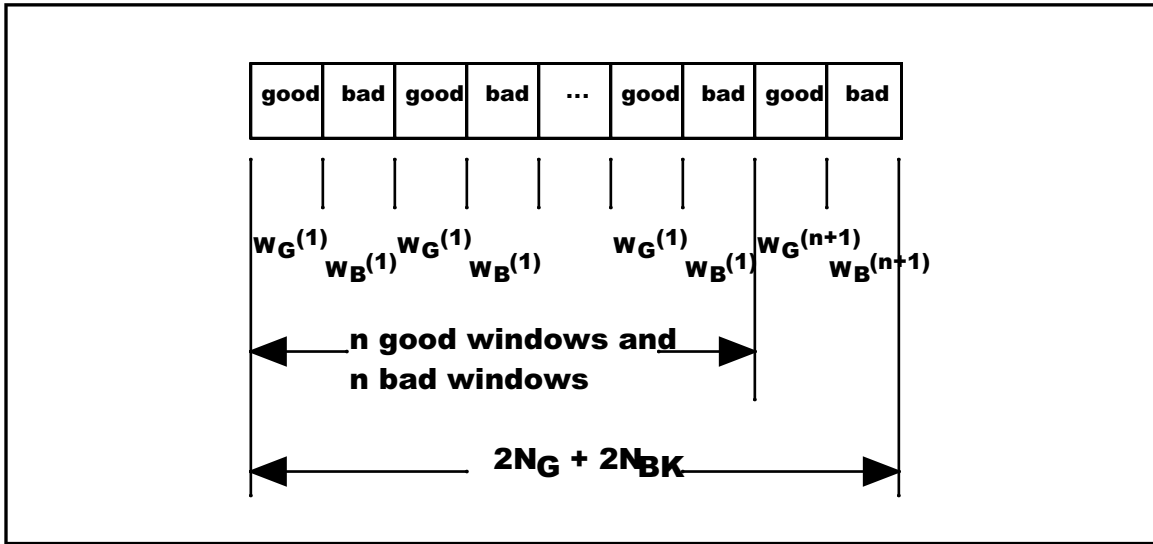 good bad good bad ... good bad good bad
wG(1) wB(1) wG(1) wB(1) wG(1) wB(1) wG(n+1) wB(n+1)
n good windows and
n bad windows
2NG + 2NBK